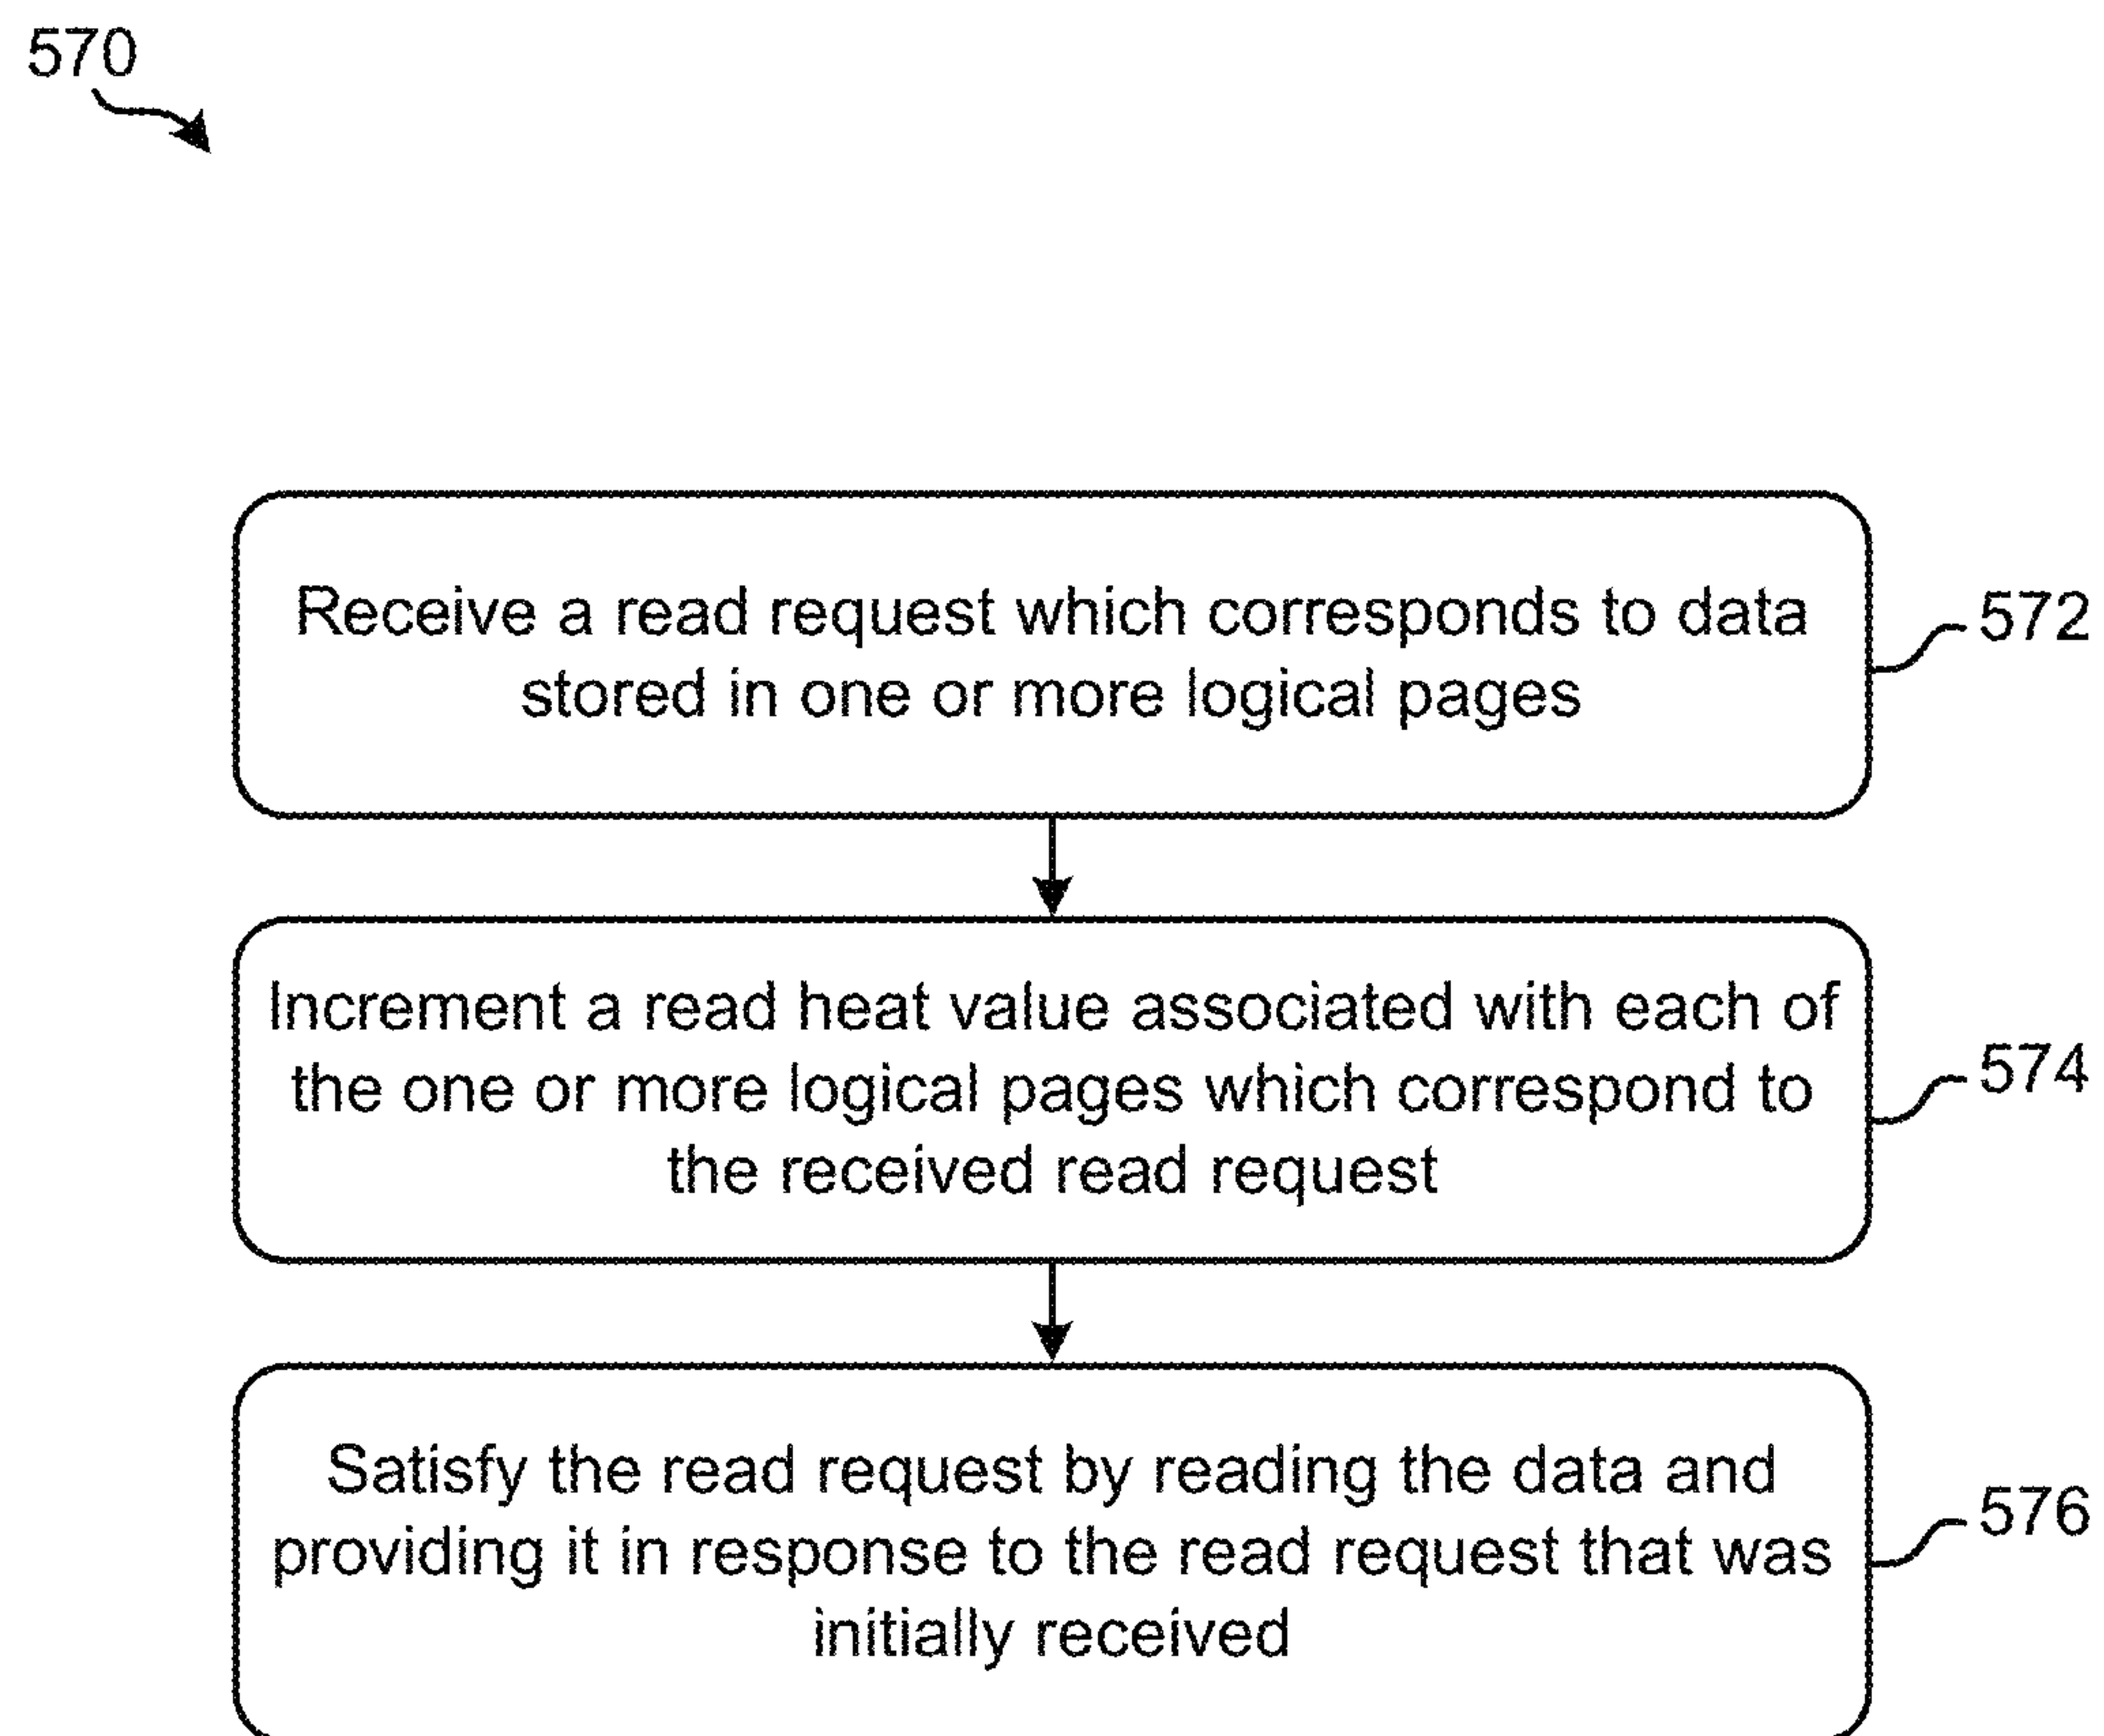 570
Receive a read request which corresponds to data
stored in one or more logical pages
572
Increment a read heat value associated with each of
the one or more logical pages which correspond to
the received read request
574
Satisfy the read request by reading the data and
providing it in response to the read request that was
initially received
576